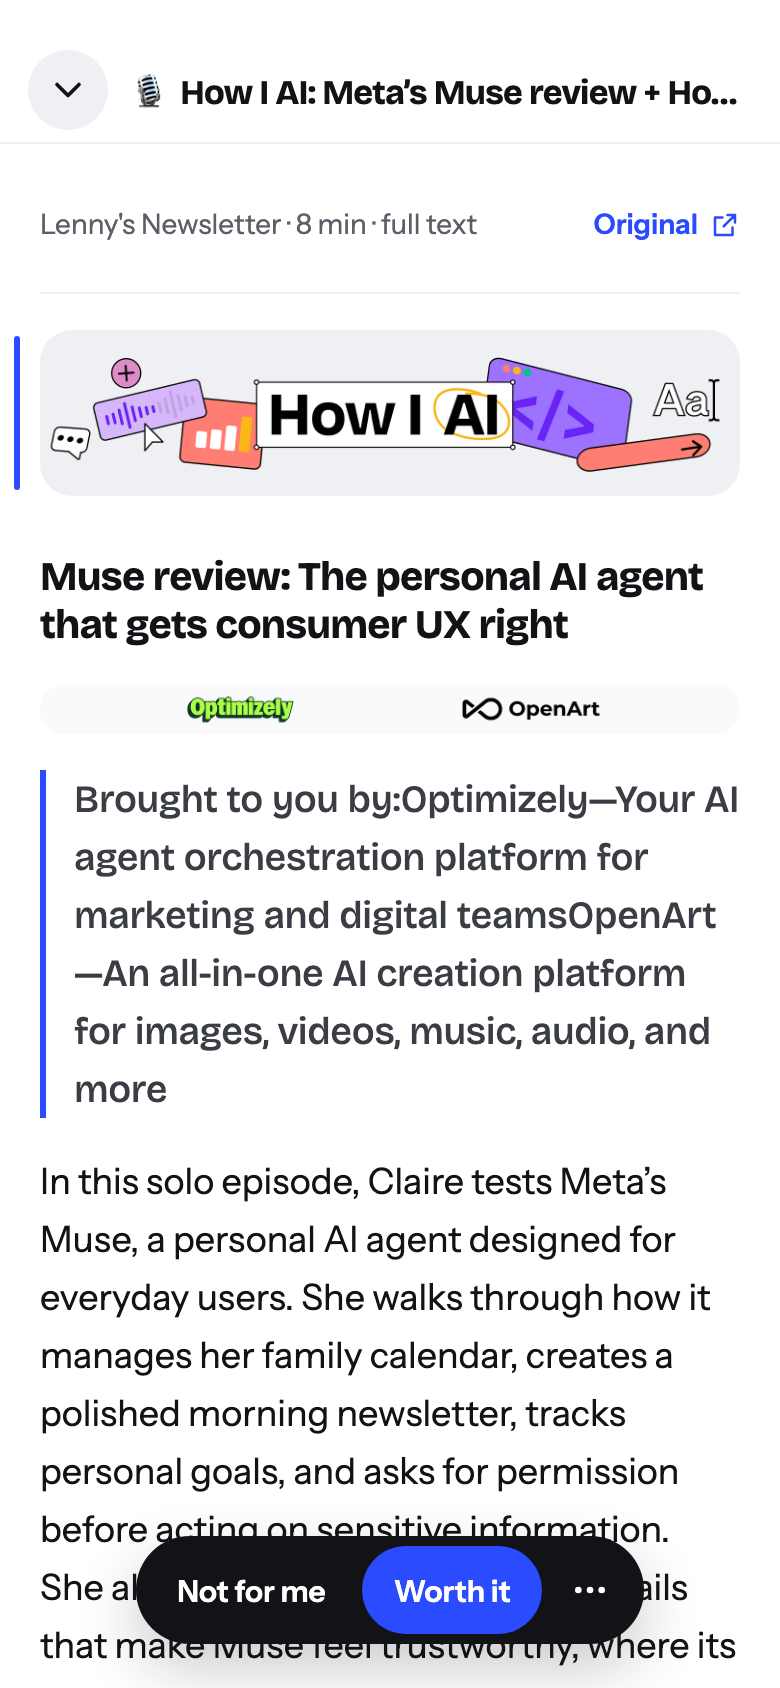 How I AI: Meta’s Muse review + Ho...
Lenny's Newsletter · 8 min · full text
Original
How I AI
</>
Aa
Muse review: The personal AI agent
that gets consumer UX right
Optimizely
OpenArt
Brought to you by:Optimizely—Your AI
agent orchestration platform for
marketing and digital teamsOpenArt
—An all-in-one AI creation platform
for images, videos, music, audio, and
more
In this solo episode, Claire tests Meta’s
Muse, a personal AI agent designed for
everyday users. She walks through how it
manages her family calendar, creates a
polished morning newsletter, tracks
personal goals, and asks for permission
before acting on sensitive information.
She
that make Muse feel trustworthy, where its
Not for me
Worth it